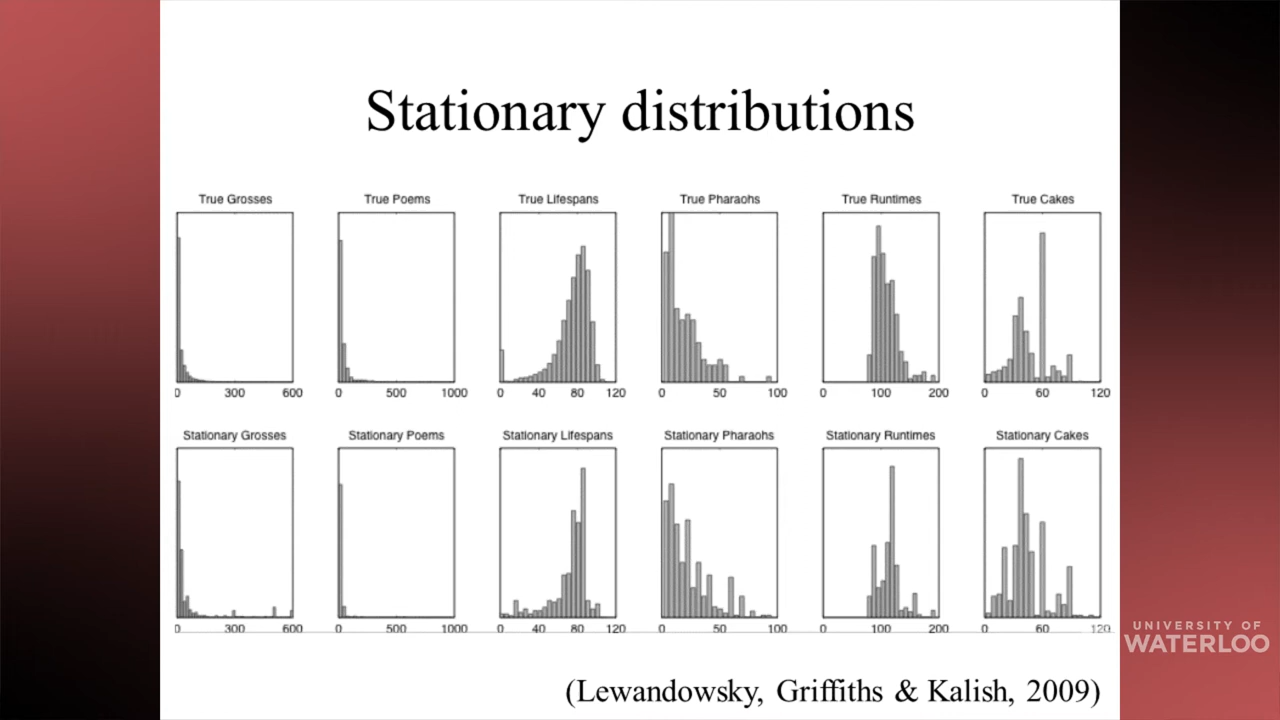 Stationary distributions
True Grosses
True Poems
True Lifespans
True Pharaohs
True Runtimes
True Cakes
0 300 600
0 500 1000
0 40 80 120
0 50 100
0 100 200
0 60 120
Stationary Grosses
Stationary Poems
Stationary Lifespans
Stationary Pharaohs
Stationary Runtimes
Stationary Cakes
0 300 600
0 500 1000
0 40 80 120
0 50 100
0 100 200
0 60 120
UNIVERSITY OF
WATERLOO
(Lewandowsky, Griffiths & Kalish, 2009)